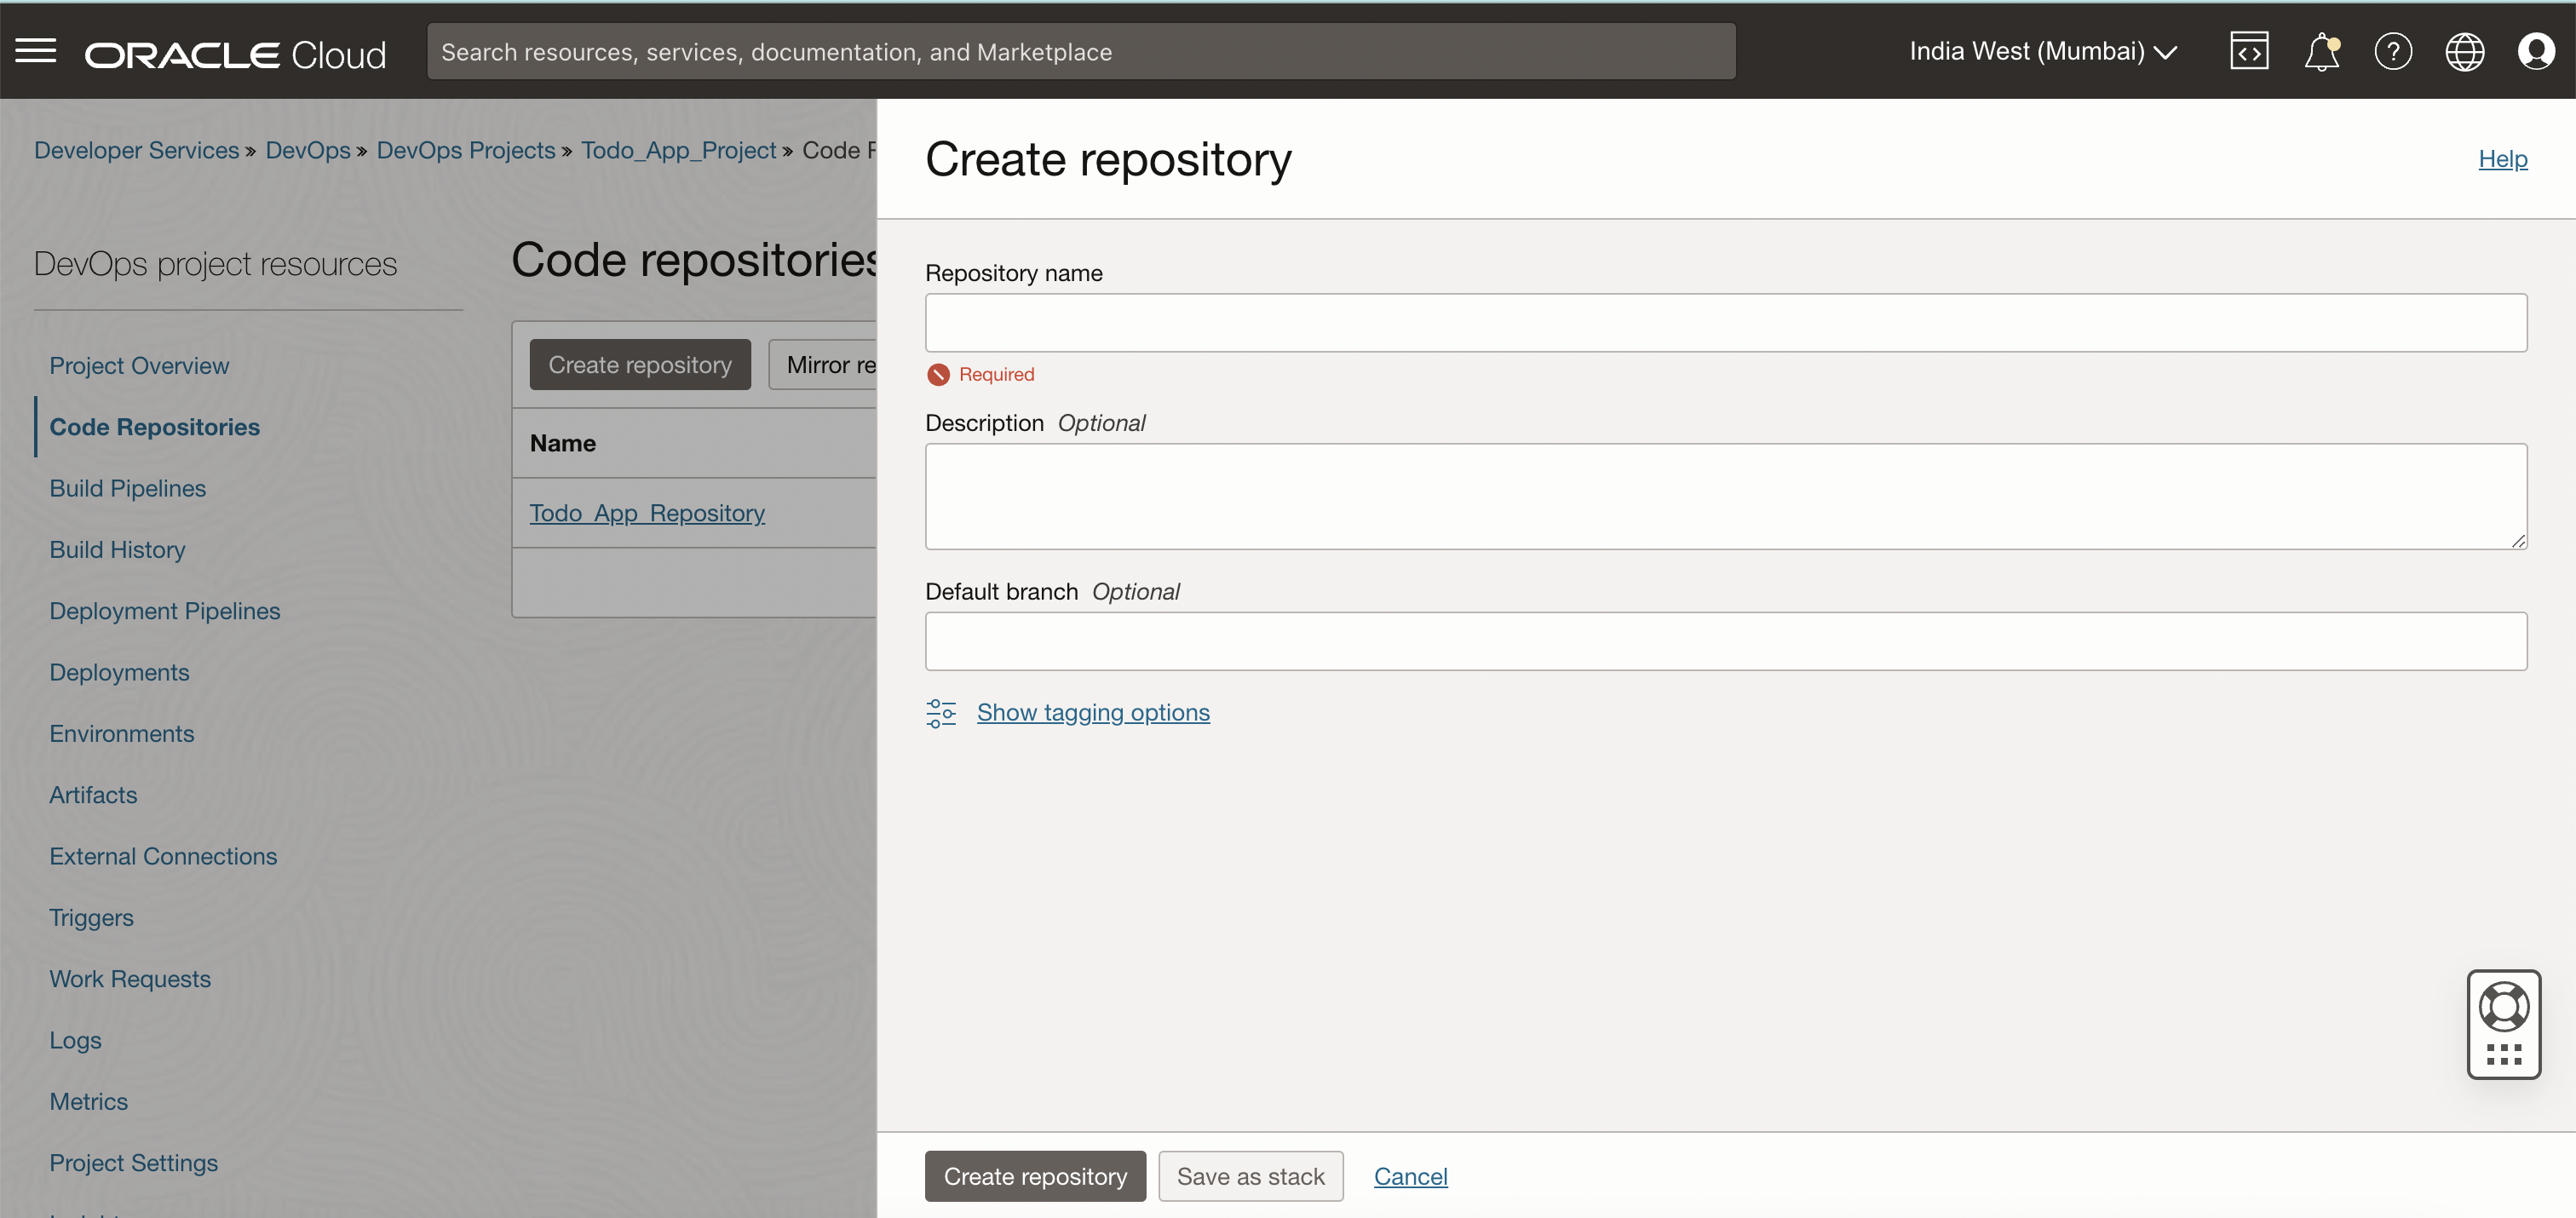 ORACLE Cloud
Search resources, services, documentation, and Marketplace
India West (Mumbai)
Developer Services » DevOps » DevOps Projects » Todo_App_Project » Code
DevOps project resources
Project Overview
Code Repositories
Build Pipelines
Build History
Deployment Pipelines
Deployments
Environments
Artifacts
External Connections
Triggers
Work Requests
Logs
Metrics
Project Settings
Code repositories
Create repository
Mirror re
Name
Todo_App_Repository
Create repository
Help
Repository name
Required
Description Optional
Default branch Optional
Show tagging options
Create repository
Save as stack
Cancel